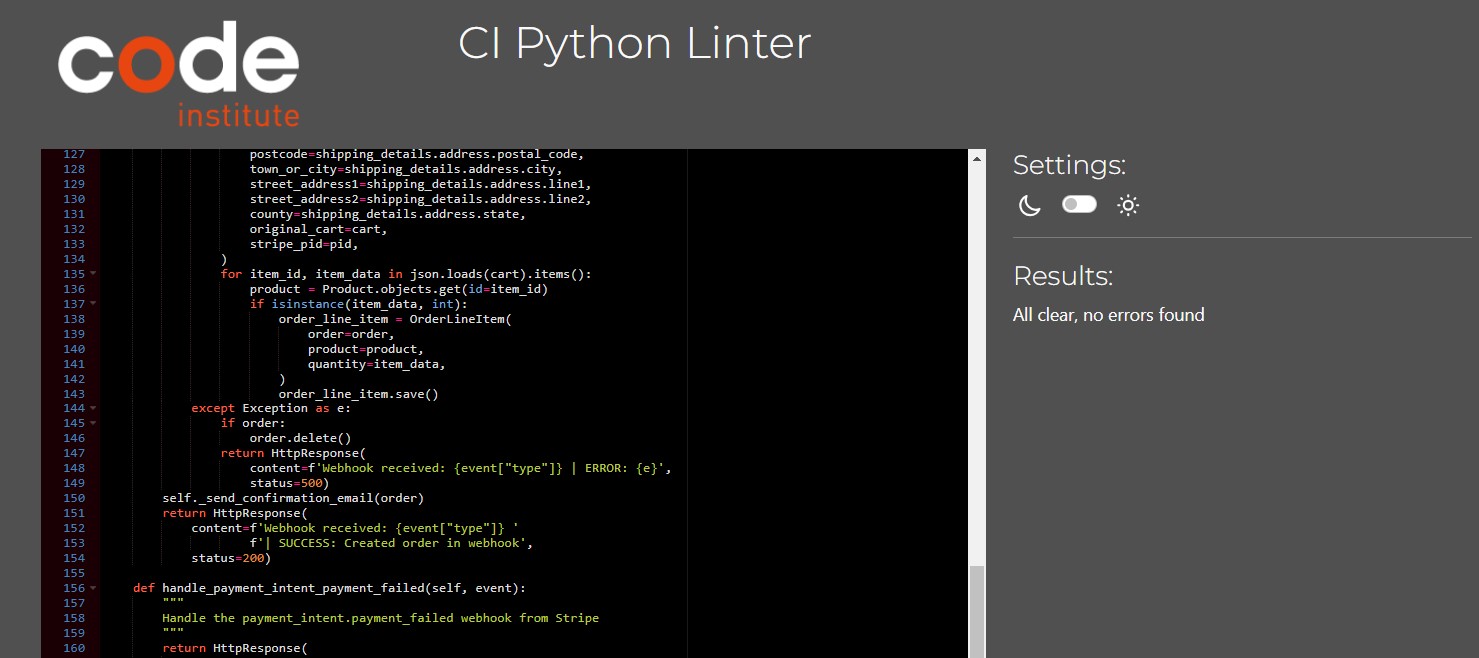 code
institute
CI Python Linter
127 postcode=shipping_details.address.postal_code,
128 town_or_city=shipping_details.address.city,
129 street_address1=shipping_details.address.line1,
130 street_address2=shipping_details.address.line2,
131 county=shipping_details.address.state,
132 original_cart=cart,
133 stripe_pid=pid,
134 )
135 for item_id, item_data in json.loads(cart).items():
136 product = Product.objects.get(id=item_id)
137 if isinstance(item_data, int):
138 order_line_item = OrderLineItem(
139 order=order,
140 product=product,
141 quantity=item_data,
142 )
143 order_line_item.save()
144 except Exception as e:
145 if order:
146 order.delete()
147 return HttpResponse(
148 content=f'Webhook received: {event["type"]} | ERROR: {e}',
149 status=500)
150 self._send_confirmation_email(order)
151 return HttpResponse(
152 content=f'Webhook received: {event["type"]} '
153 f'| SUCCESS: Created order in webhook',
154 status=200)
155
156 def handle_payment_intent_payment_failed(self, event):
157 """
158 Handle the payment_intent.payment_failed webhook from Stripe
159 """
160 return HttpResponse(
Settings:
Results:
All clear, no errors found